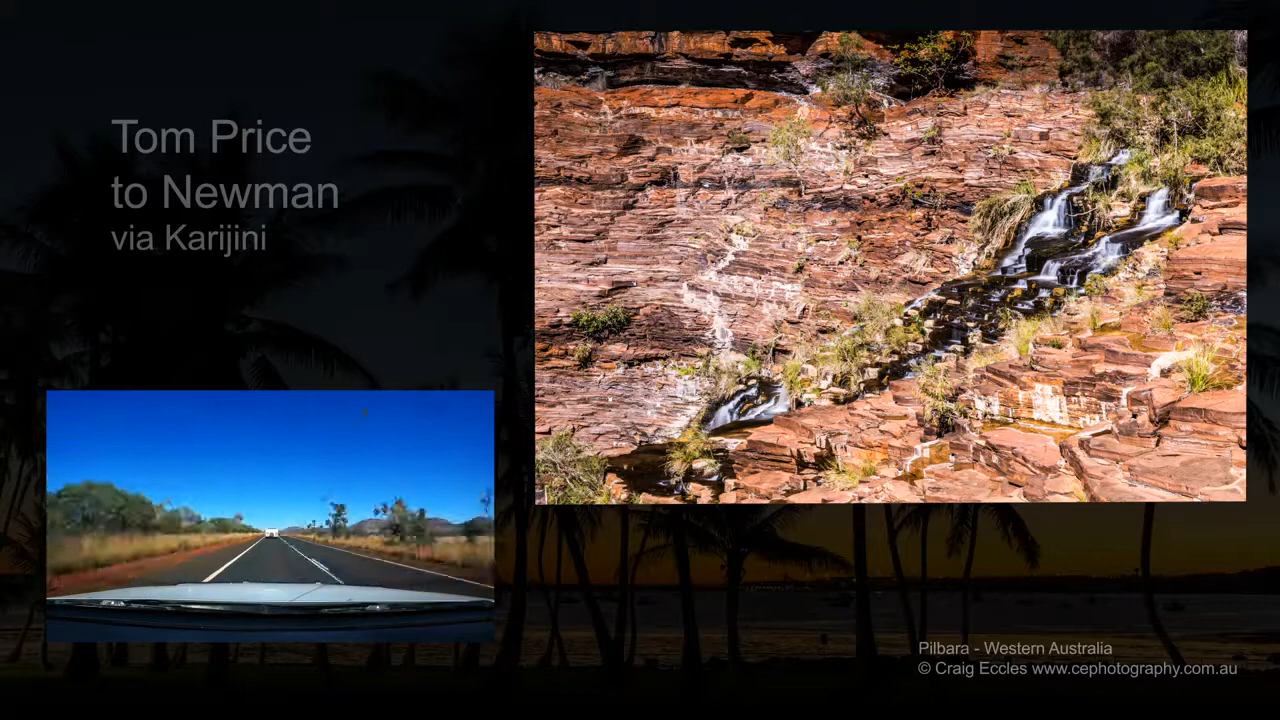 Tom Price
to Newman
via Karijini
Pilbara - Western Australia
© Craig Eccles www.cephotography.com.au